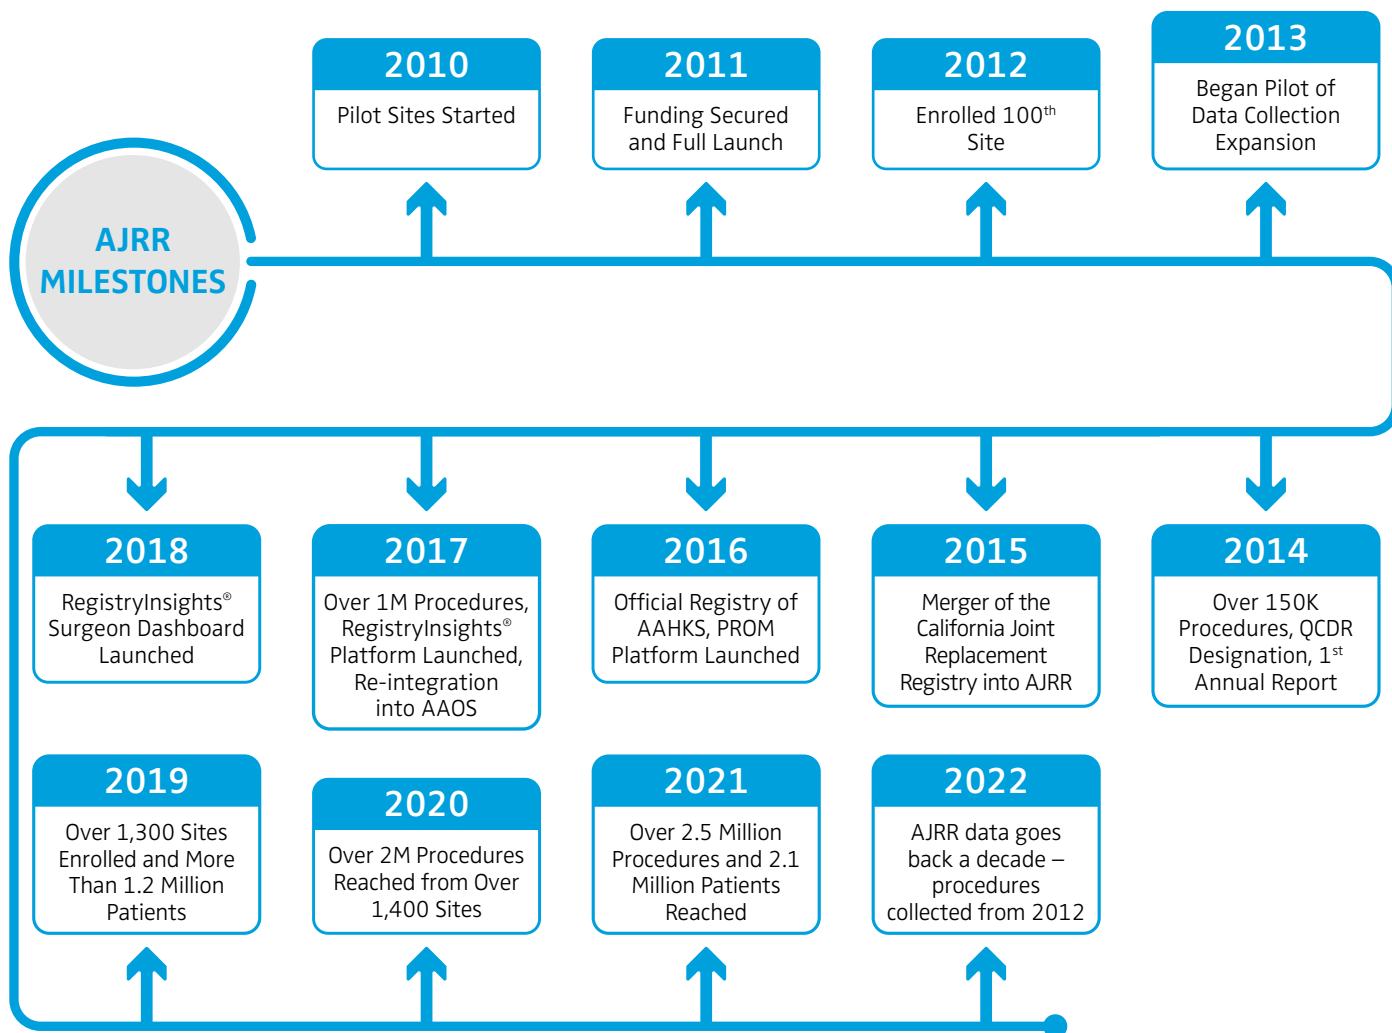 AJRR
MILESTONES
2010
Pilot Sites Started
2011
Funding Secured
and Full Launch
2012
Enrolled 100th
Site
2013
Began Pilot of
Data Collection
Expansion
2018
RegistryInsights®
Surgeon Dashboard
Launched
2017
Over 1M Procedures,
RegistryInsights®
Platform Launched,
Re-integration
into AAOS
2016
Official Registry of
AAHKS, PROM
Platform Launched
2015
Merger of the
California Joint
Replacement
Registry into AJRR
2014
Over 150K
Procedures, QCDR
Designation, 1st
Annual Report
2019
Over 1,300 Sites
Enrolled and More
Than 1.2 Million
Patients
2020
Over 2M Procedures
Reached from Over
1,400 Sites
2021
Over 2.5 Million
Procedures and 2.1
Million Patients
Reached
2022
AJRR data goes
back a decade –
procedures
collected from 2012